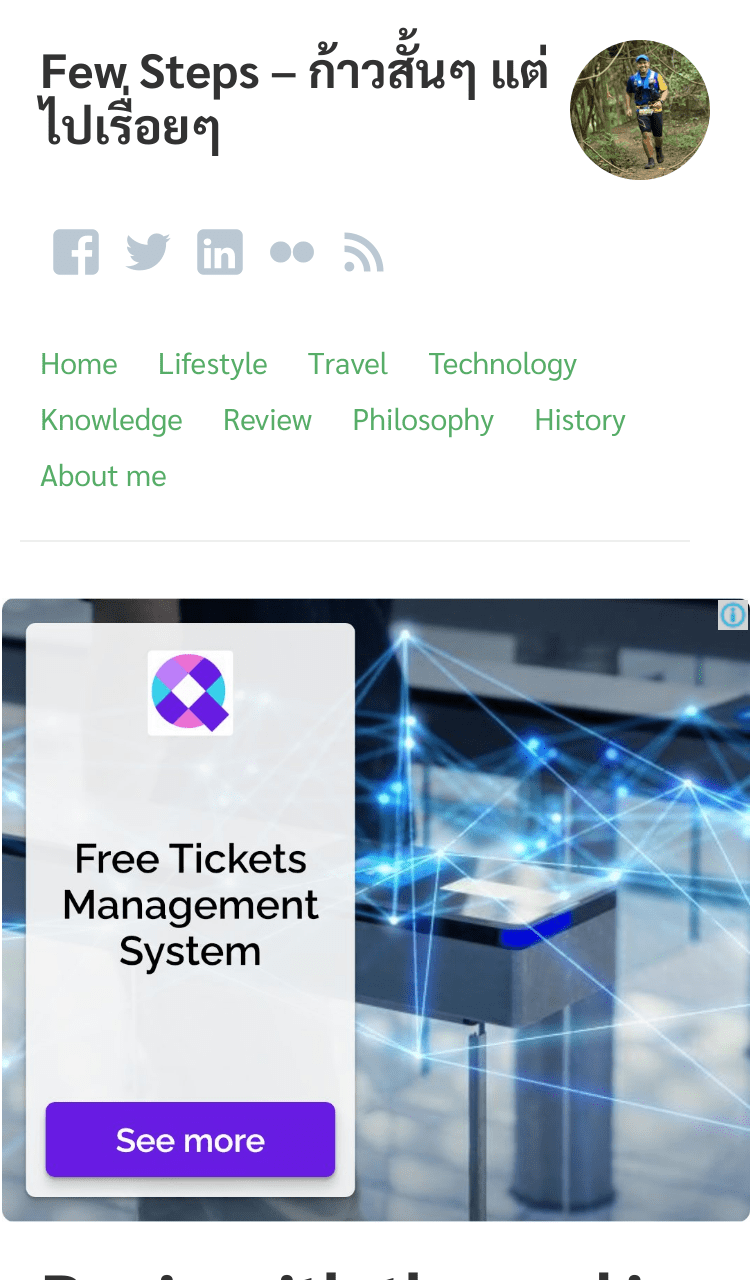 Few Steps – ก้าวสั้นๆ แต่
ไปเรื่อยๆ
Home Lifestyle Travel Technology
Knowledge Review Philosophy History
About me
Free Tickets
Management
System
See more